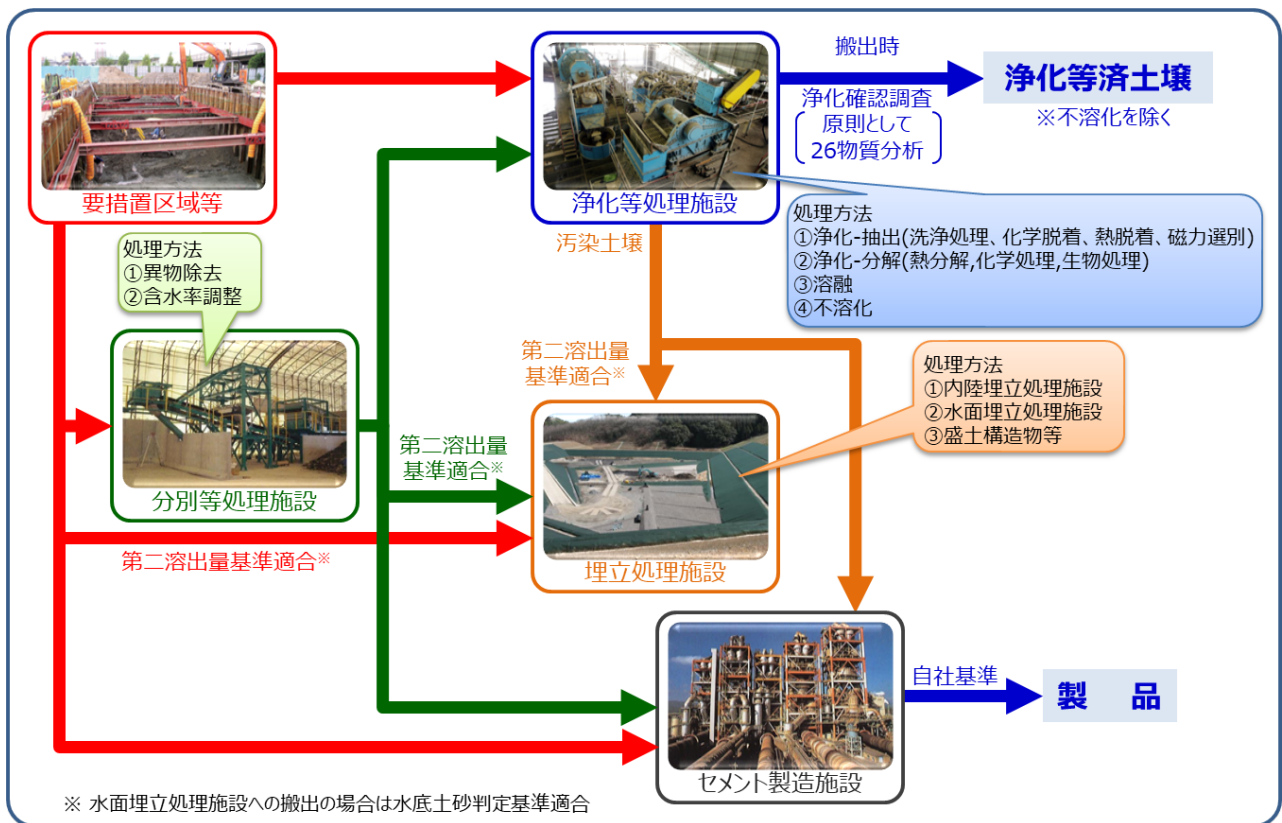 搬出時
浄化等済土壌
※不溶化を除く
浄化確認調査
原則として
26物質分析
要措置区域等
浄化等処理施設
処理方法
①浄化-抽出(洗浄処理、化学脱着、熱脱着、磁力選別)
②浄化-分解(熱分解,化学処理,生物処理)
③溶融
④不溶化
処理方法
①異物除去
②含水率調整
汚染土壌
第二溶出量
基準適合※
処理方法
①内陸埋立処理施設
②水面埋立処理施設
③盛土構造物等
第二溶出量
基準適合※
分別等処理施設
第二溶出量基準適合※
埋立処理施設
自社基準
製 品
セメント製造施設
※ 水面埋立処理施設への搬出の場合は水底土砂判定基準適合